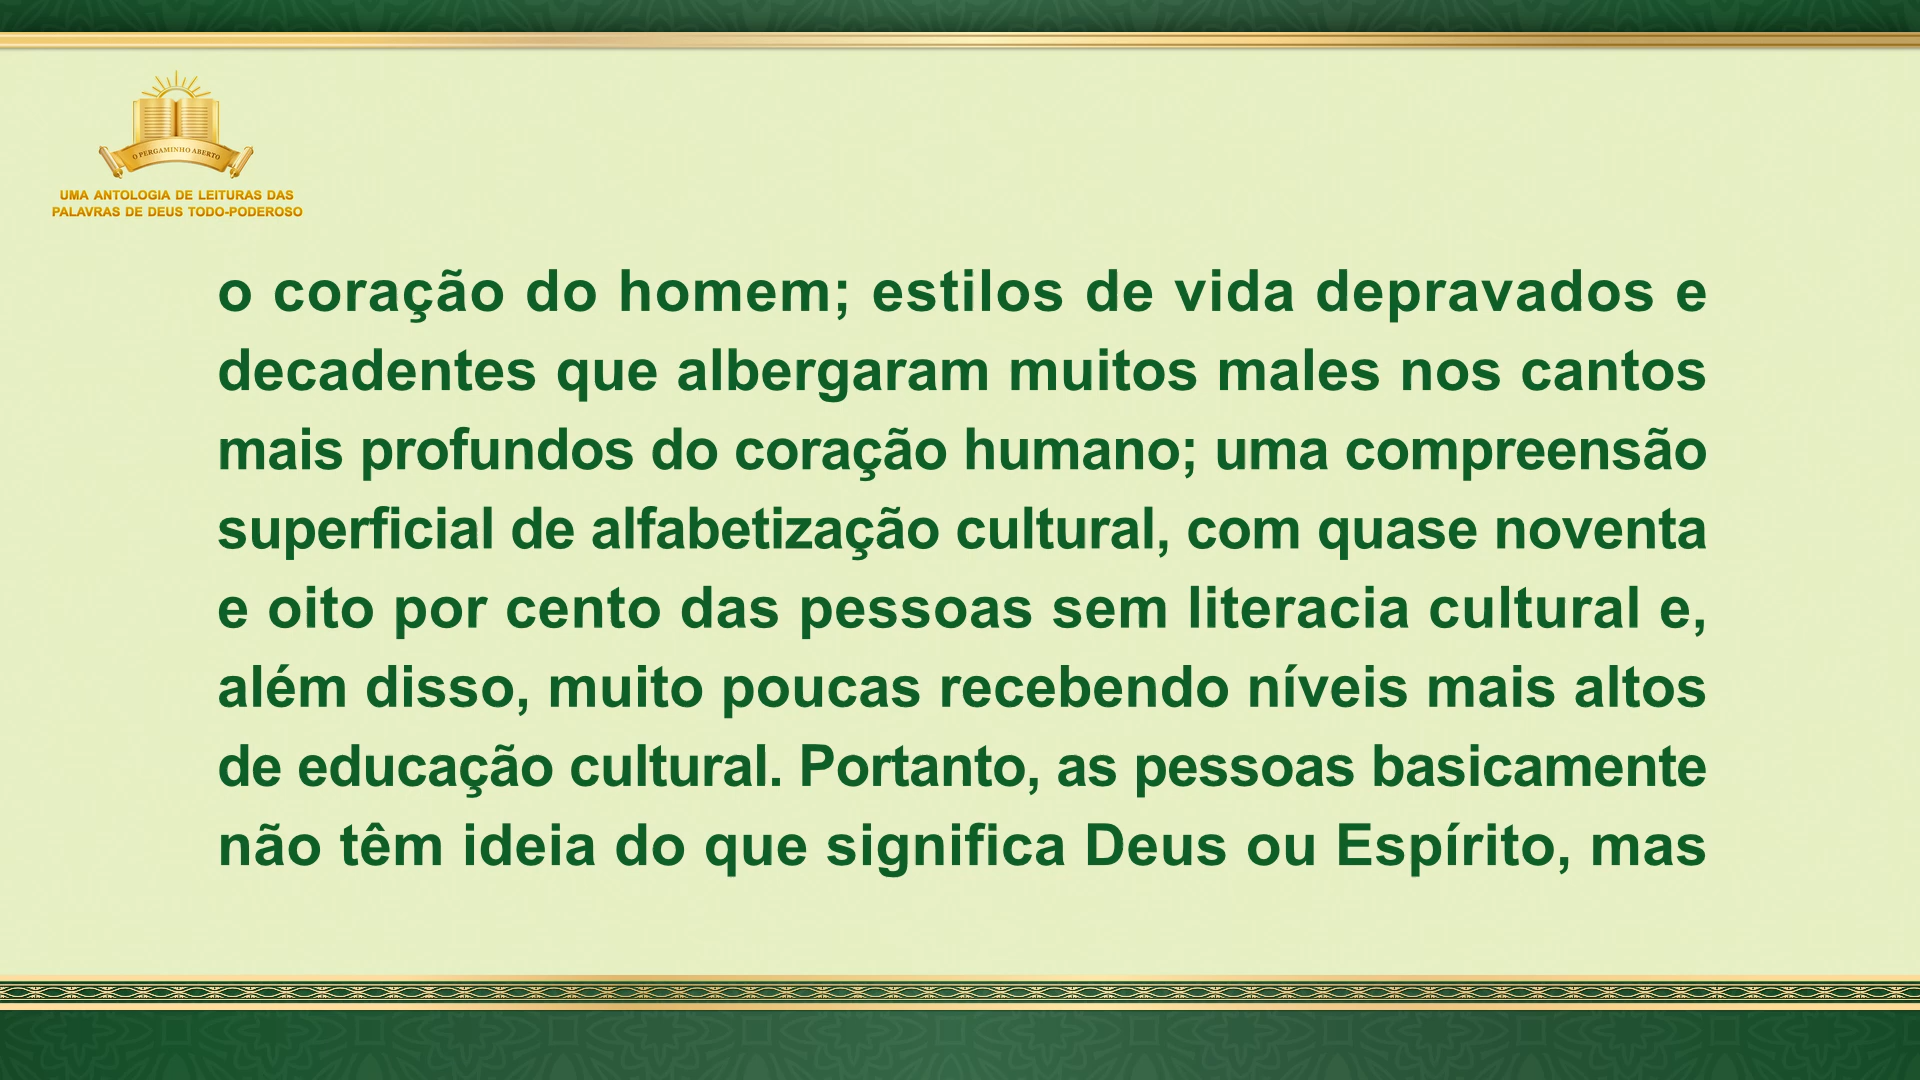 O PERGAMINHO ABERTO
UMA ANTOLOGIA DE LEITURAS DAS
PALAVRAS DE DEUS TODO-PODEROSO
o coração do homem; estilos de vida depravados e
decadentes que albergaram muitos males nos cantos
mais profundos do coração humano; uma compreensão
superficial de alfabetização cultural, com quase noventa
e oito por cento das pessoas sem literacia cultural e,
além disso, muito poucas recebendo níveis mais altos
de educação cultural. Portanto, as pessoas basicamente
não têm ideia do que significa Deus ou Espírito, mas